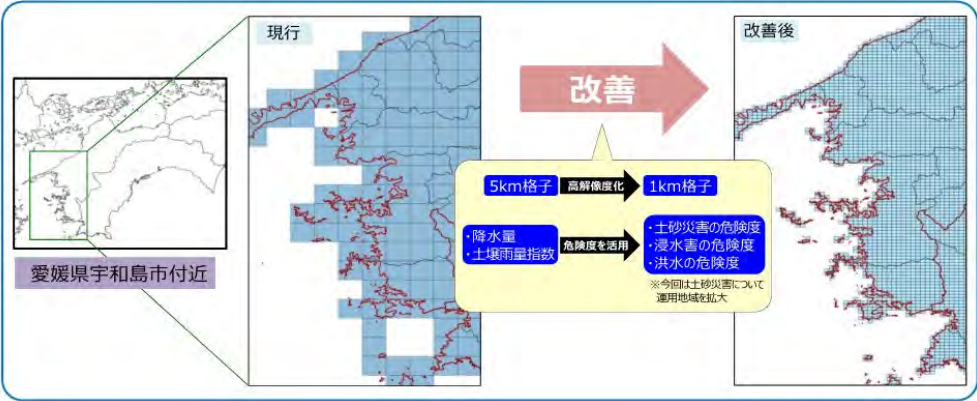 現行
改善
改善後
5km格子
高解像度化
1km格子
・降水量
・土壌雨量指数
危険度を活用
・土砂災害の危険度
・浸水害の危険度
・洪水の危険度
※今回は土砂災害について
運用地域を拡大
愛媛県宇和島市付近